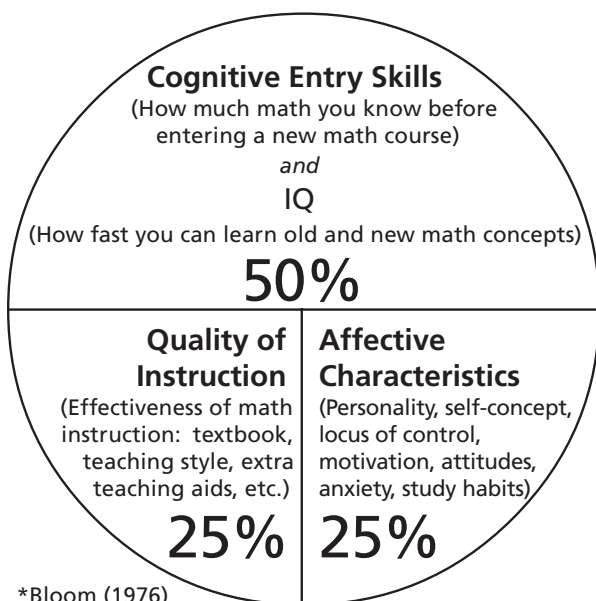 Cognitive Entry Skills
(How much math you know before
entering a new math course)
and
IQ
(How fast you can learn old and new math concepts)
50%
Quality of
Instruction
(Effectiveness of math
instruction: textbook,
teaching style, extra
teaching aids, etc.)
25%
Affective
Characteristics
(Personality, self-concept,
locus of control,
motivation, attitudes,
anxiety, study habits)
25%
*Bloom (1976)